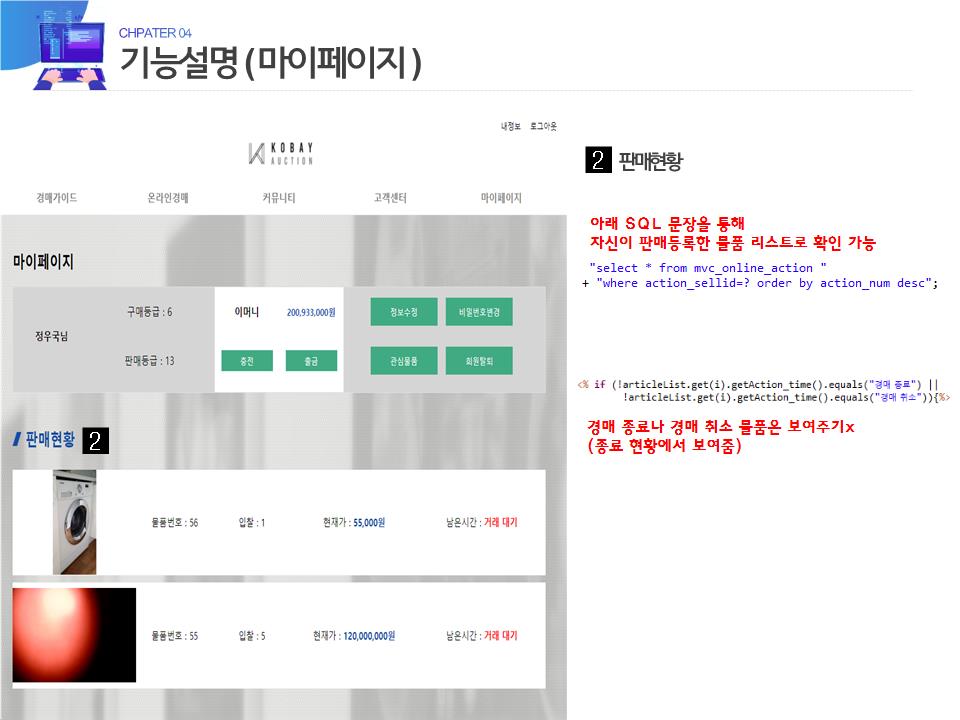 CHPATER 04
기능설명 ( 마이페이지 )
내정보 로그아웃
KOBAY
AUCTION
경매가이드 온라인경매 커뮤니티 고객센터 마이페이지
마이페이지
정우국님
구매등급 : 6
판매등급 : 13
이머니 200,933,000원
충전 출금
정보수정 비밀번호변경
관심물품 회원탈퇴
판매현황 2
물품번호 : 56 입찰 : 1 현재가 : 55,000원 남은시간 : 거래 대기
물품번호 : 55 입찰 : 5 현재가 : 120,000,000원 남은시간 : 거래 대기
2 판매현황
아래 SQL 문장을 통해
자신이 판매등록한 물품 리스트로 확인 가능
"select * from mvc_online_action "
+ "where action_sellid=? order by action_num desc";
<% if (!articleList.get(i).getAction_time().equals("경매 종료") ||
!articleList.get(i).getAction_time().equals("경매 취소")){%>
경매 종료나 경매 취소 물품은 보여주기x
(종료 현황에서 보여줌)